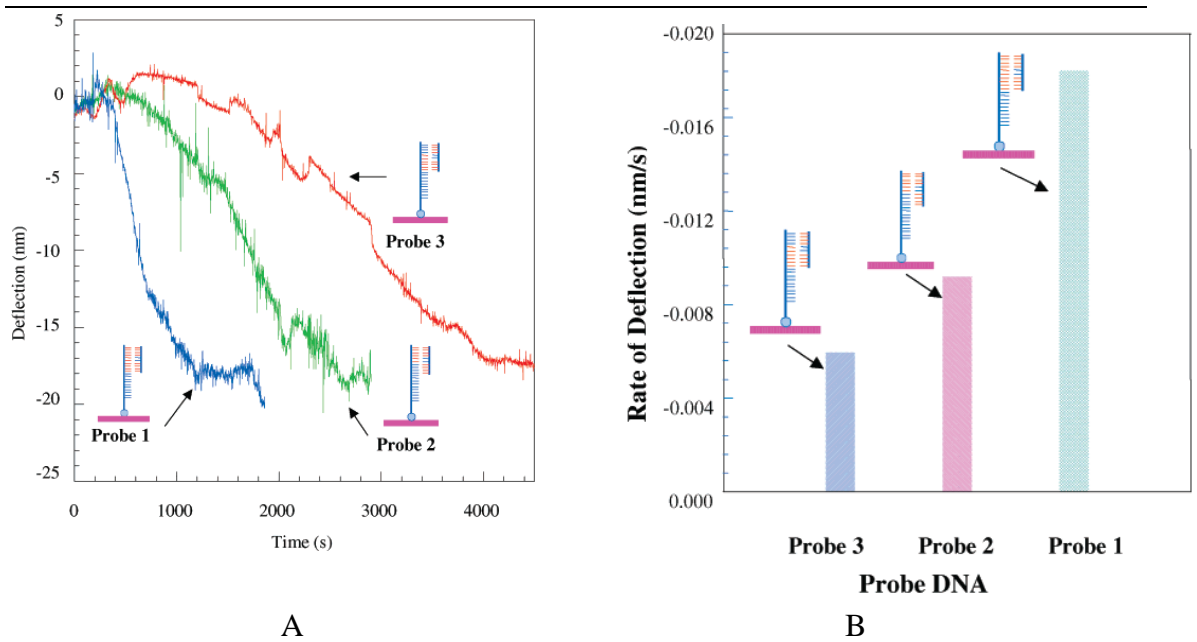 5
0
-5
-10
-15
-20
-25
Deflection (nm)
0
1000
2000
3000
4000
Time (s)
Probe 3
Probe 1
Probe 2
A
B
-0.020
-0.016
-0.012
-0.008
-0.004
0.000
Rate of Deflection (nm/s)
Probe 3
Probe 2
Probe 1
Probe DNA
A
B